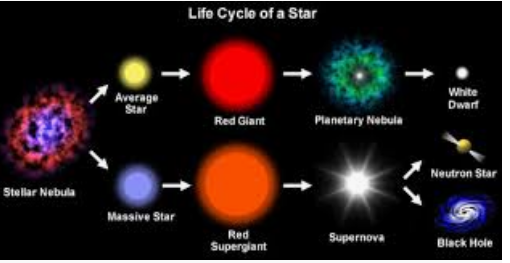 Life Cycle of a Star
Average
Star
Red Giant
Planetary Nebula
White
Dwarf
Stellar Nebula
Massive Star
Red
Supergiant
Supernova
Neutron Star
Black Hole